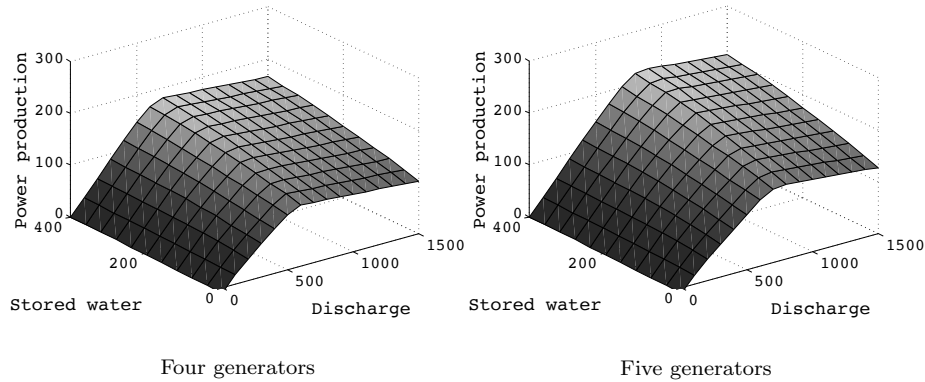 Power production
300
200
100
0
400
200
0
Stored water
0
500
1000
1500
Discharge
Four generators
Power production
300
200
100
0
400
200
0
Stored water
0
500
1000
1500
Discharge
Five generators